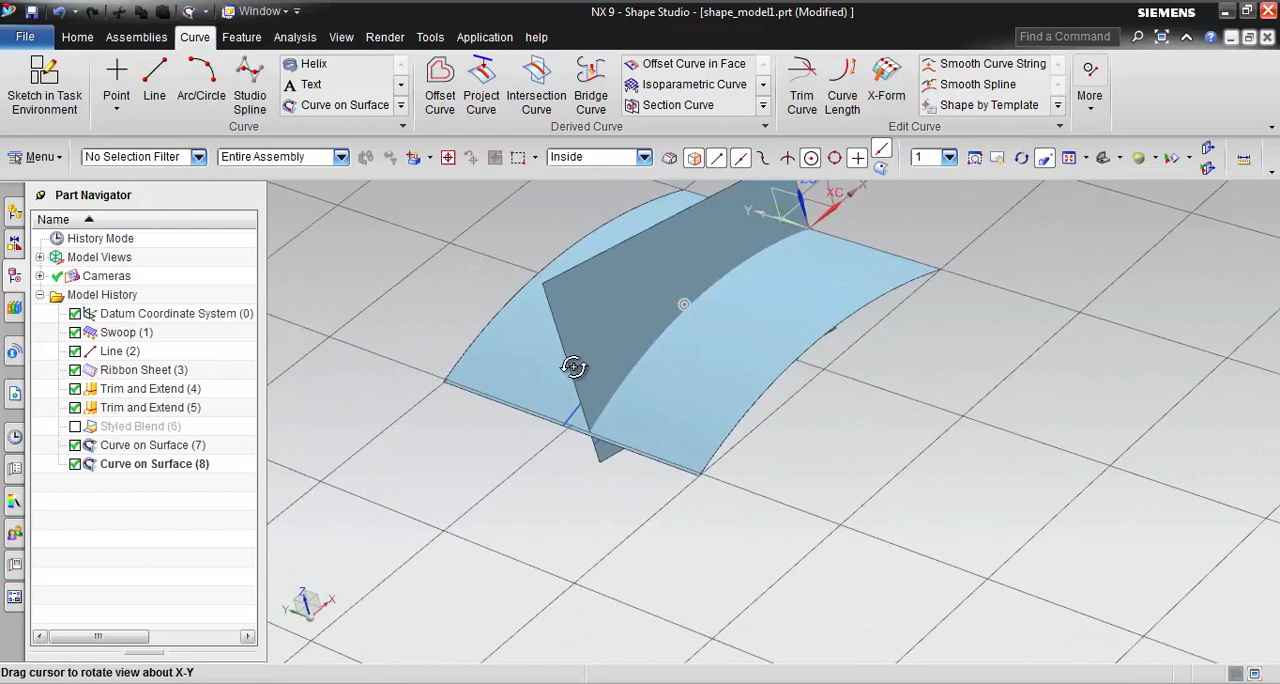 Window
NX 9 - Shape Studio - [shape_model1.prt (Modified) ]
SIEMENS
File Home Assemblies Curve Feature Analysis View Render Tools Application help
Find a Command
Sketch in Task Environment
Point
Line
Arc/Circle
Studio Spline
Helix
Text
Curve on Surface
Curve
Offset Curve
Project Curve
Intersection Curve
Bridge Curve
Offset Curve in Face
Isoparametric Curve
Section Curve
Derived Curve
Trim Curve
Curve Length
X-Form
Smooth Curve String
Smooth Spline
Shape by Template
Edit Curve
More
Menu No Selection Filter Entire Assembly Inside 1
Part Navigator
Name
History Mode
Model Views
Cameras
Model History
Datum Coordinate System (0)
Swoop (1)
Line (2)
Ribbon Sheet (3)
Trim and Extend (4)
Trim and Extend (5)
Styled Blend (6)
Curve on Surface (7)
Curve on Surface (8)
XC
X
Y
Z
X
Y
Drag cursor to rotate view about X-Y